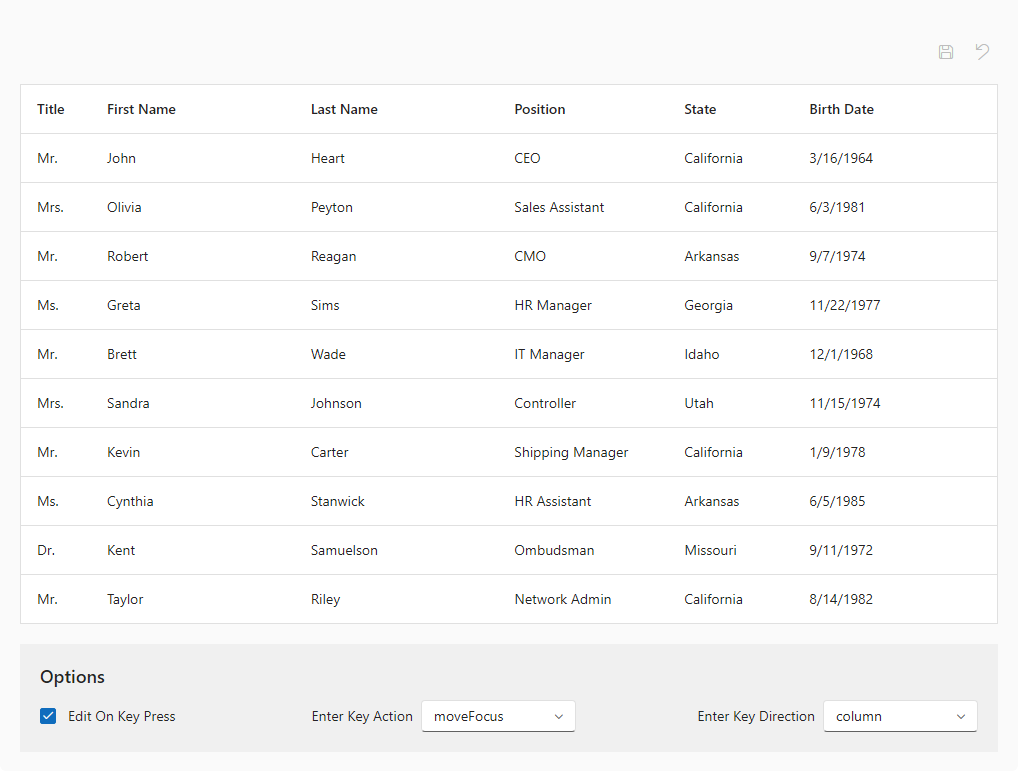 Title First Name Last Name Position State Birth Date
Mr. John Heart CEO California 3/16/1964
Mrs. Olivia Peyton Sales Assistant California 6/3/1981
Mr. Robert Reagan CMO Arkansas 9/7/1974
Ms. Greta Sims HR Manager Georgia 11/22/1977
Mr. Brett Wade IT Manager Idaho 12/1/1968
Mrs. Sandra Johnson Controller Utah 11/15/1974
Mr. Kevin Carter Shipping Manager California 1/9/1978
Ms. Cynthia Stanwick HR Assistant Arkansas 6/5/1985
Dr. Kent Samuelson Ombudsman Missouri 9/11/1972
Mr. Taylor Riley Network Admin California 8/14/1982
Options
Edit On Key Press Enter Key Action moveFocus Enter Key Direction column